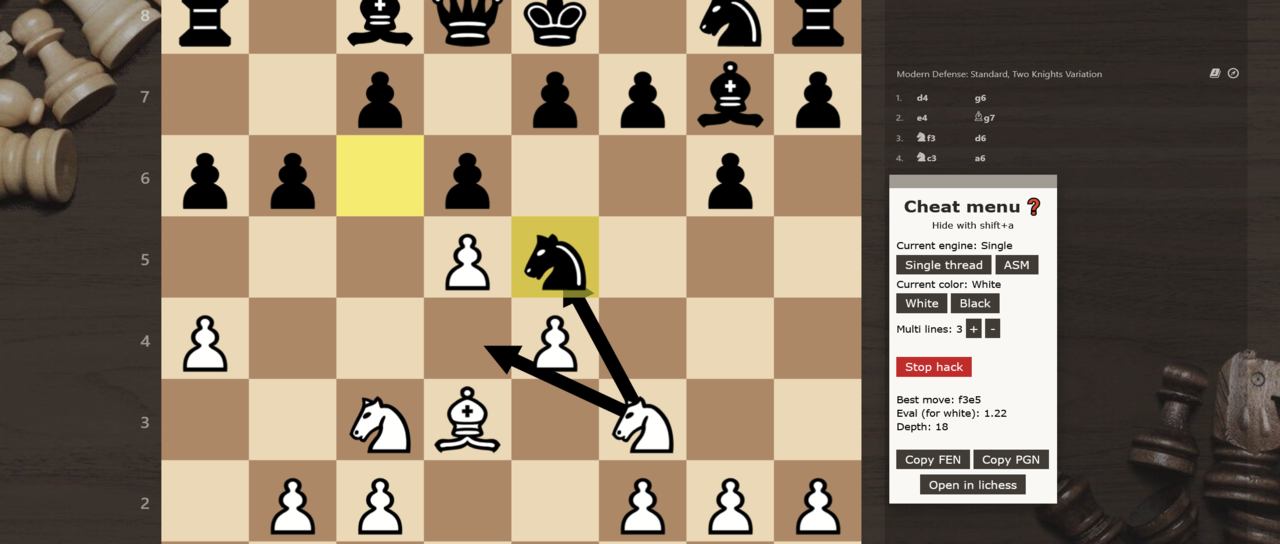 8
7
6
5
4
3
2
Modern Defense: Standard, Two Knights Variation
1. d4 g6
2. e4 g7
3. f3 d6
4. c3 a6
Cheat menu ?
Hide with shift+a
Current engine: Single
Single thread ASM
Current color: White
White Black
Multi lines: 3 + -
Stop hack
Best move: f3e5
Eval (for white): 1.22
Depth: 18
Copy FEN Copy PGN
Open in lichess